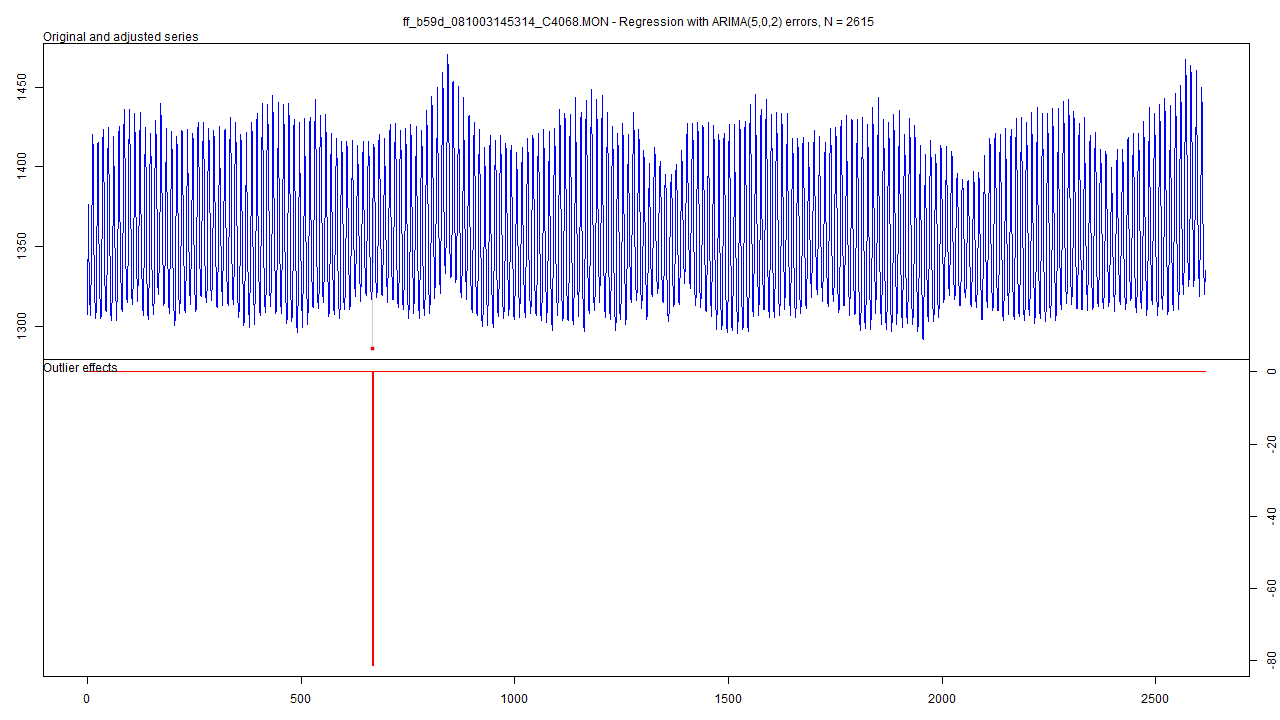 ff_b59d_081003145314_C4068.MON - Regression with ARIMA(5,0,2) errors, N = 2615
Original and adjusted series
1450
1400
1350
1300
Outlier effects
0
-20
-40
-60
-80
0 500 1000 1500 2000 2500